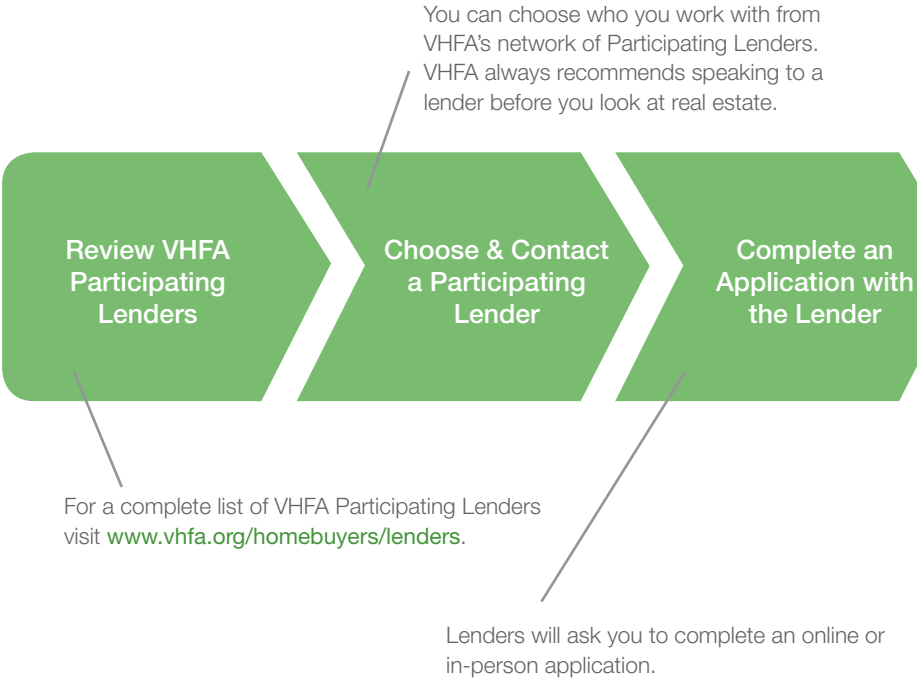 You can choose who you work with from
VHFA's network of Participating Lenders.
VHFA always recommends speaking to a
lender before you look at real estate.
Review VHFA
Participating
Lenders
Choose & Contact
a Participating
Lender
Complete an
Application with
the Lender
For a complete list of VHFA Participating Lenders
visit www.vhfa.org/homebuyers/lenders.
Lenders will ask you to complete an online or
in-person application.